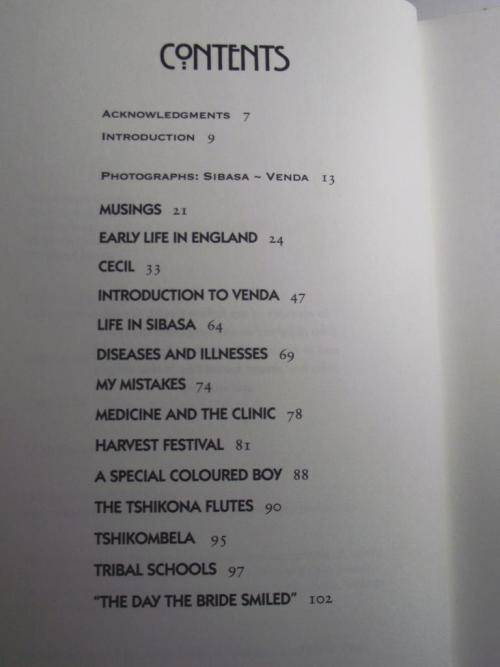 CONTENTS
ACKNOWLEDGMENTS 7
INTRODUCTION 9
PHOTOGRAPHS: SIBASA ~ VENDA 13
MUSINGS 21
EARLY LIFE IN ENGLAND 24
CECIL 33
INTRODUCTION TO VENDA 47
LIFE IN SIBASA 64
DISEASES AND ILLNESSES 69
MY MISTAKES 74
MEDICINE AND THE CLINIC 78
HARVEST FESTIVAL 81
A SPECIAL COLOURED BOY 88
THE TSHIKONA FLUTES 90
TSHIKOMBELA 95
TRIBAL SCHOOLS 97
"THE DAY THE BRIDE SMILED" 102